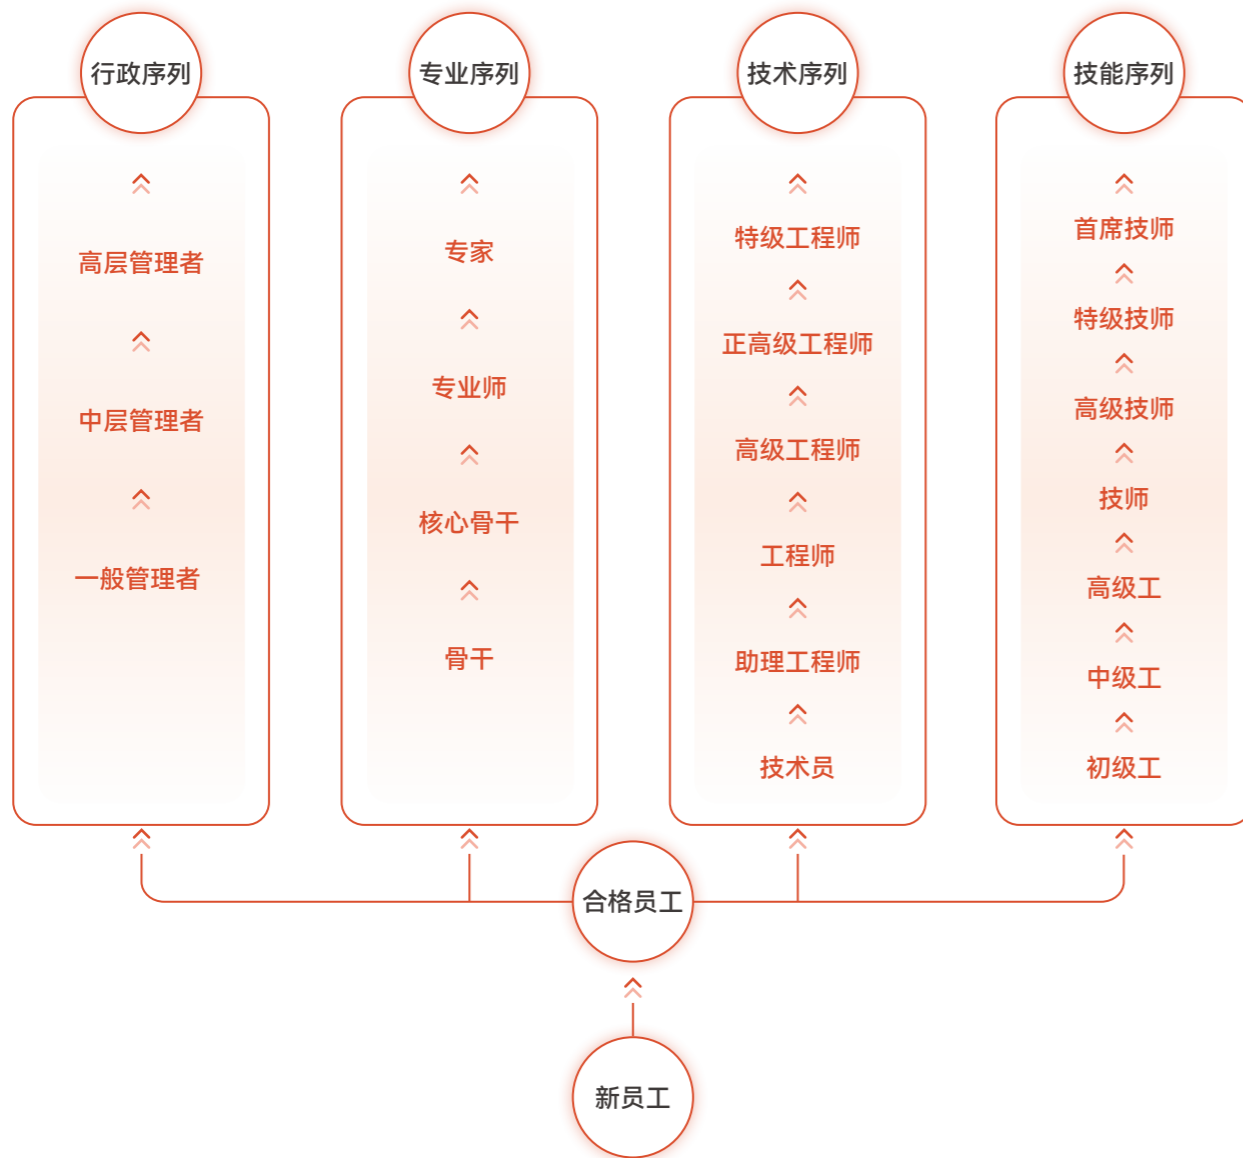 行政序列
高层管理者
中层管理者
一般管理者
专业序列
专家
专业师
核心骨干
骨干
技术序列
特级工程师
正高级工程师
高级工程师
工程师
助理工程师
技术员
技能序列
首席技师
特级技师
高级技师
技师
高级工
中级工
初级工
合格员工
新员工